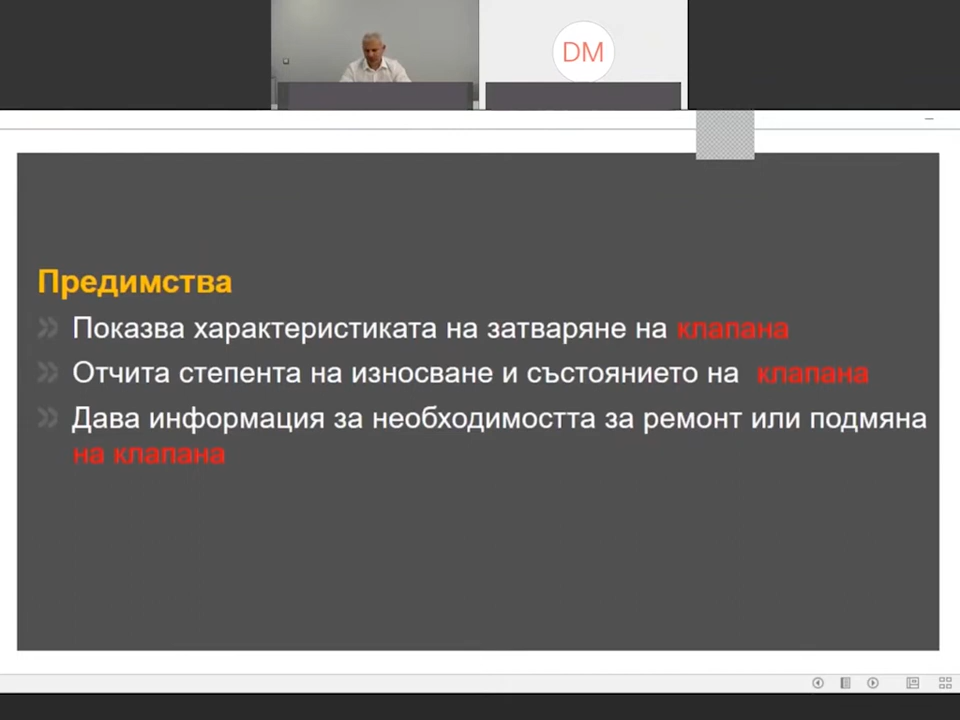 DM
Предимства
Показва характеристиката на затваряне на клапана
Отчита степента на износване и състоянието на клапана
Дава информация за необходимостта за ремонт или подмяна
на клапана